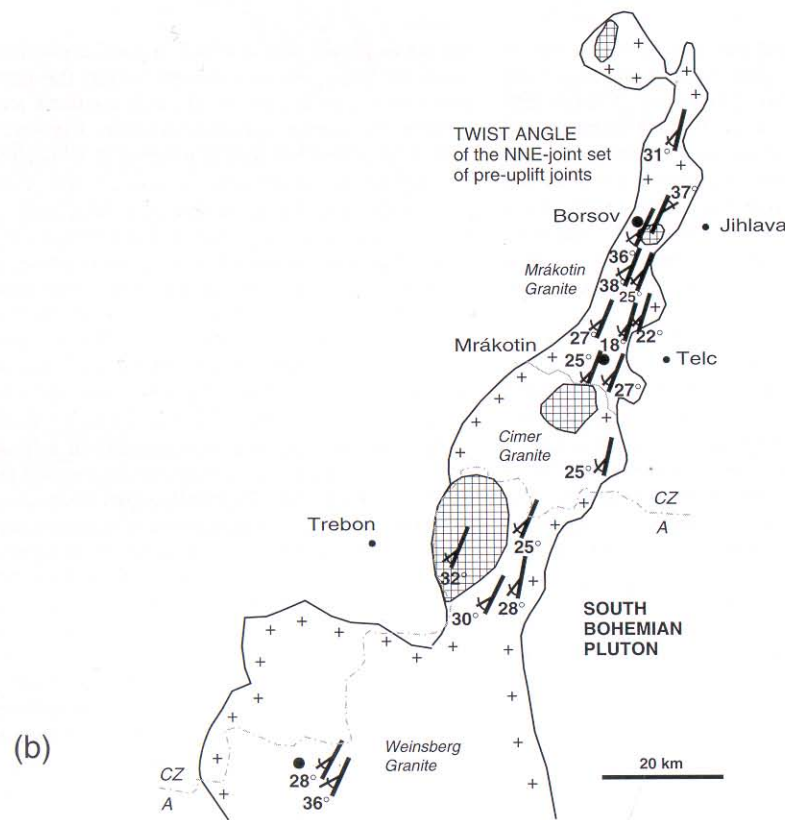 TWIST ANGLE
of the NNE-joint set
of pre-uplift joints
31°
37°
Borsov
Jihlava
36°
Mrákotin
Granite
38°
25°
27°
18°
22°
Mrákotin
25°
Telc
27°
Cimer
Granite
25°
CZ
A
Trebon
25°
32°
30°
28°
SOUTH
BOHEMIAN
PLUTON
(b)
Weinsberg
Granite
20 km
CZ
A
28°
36°